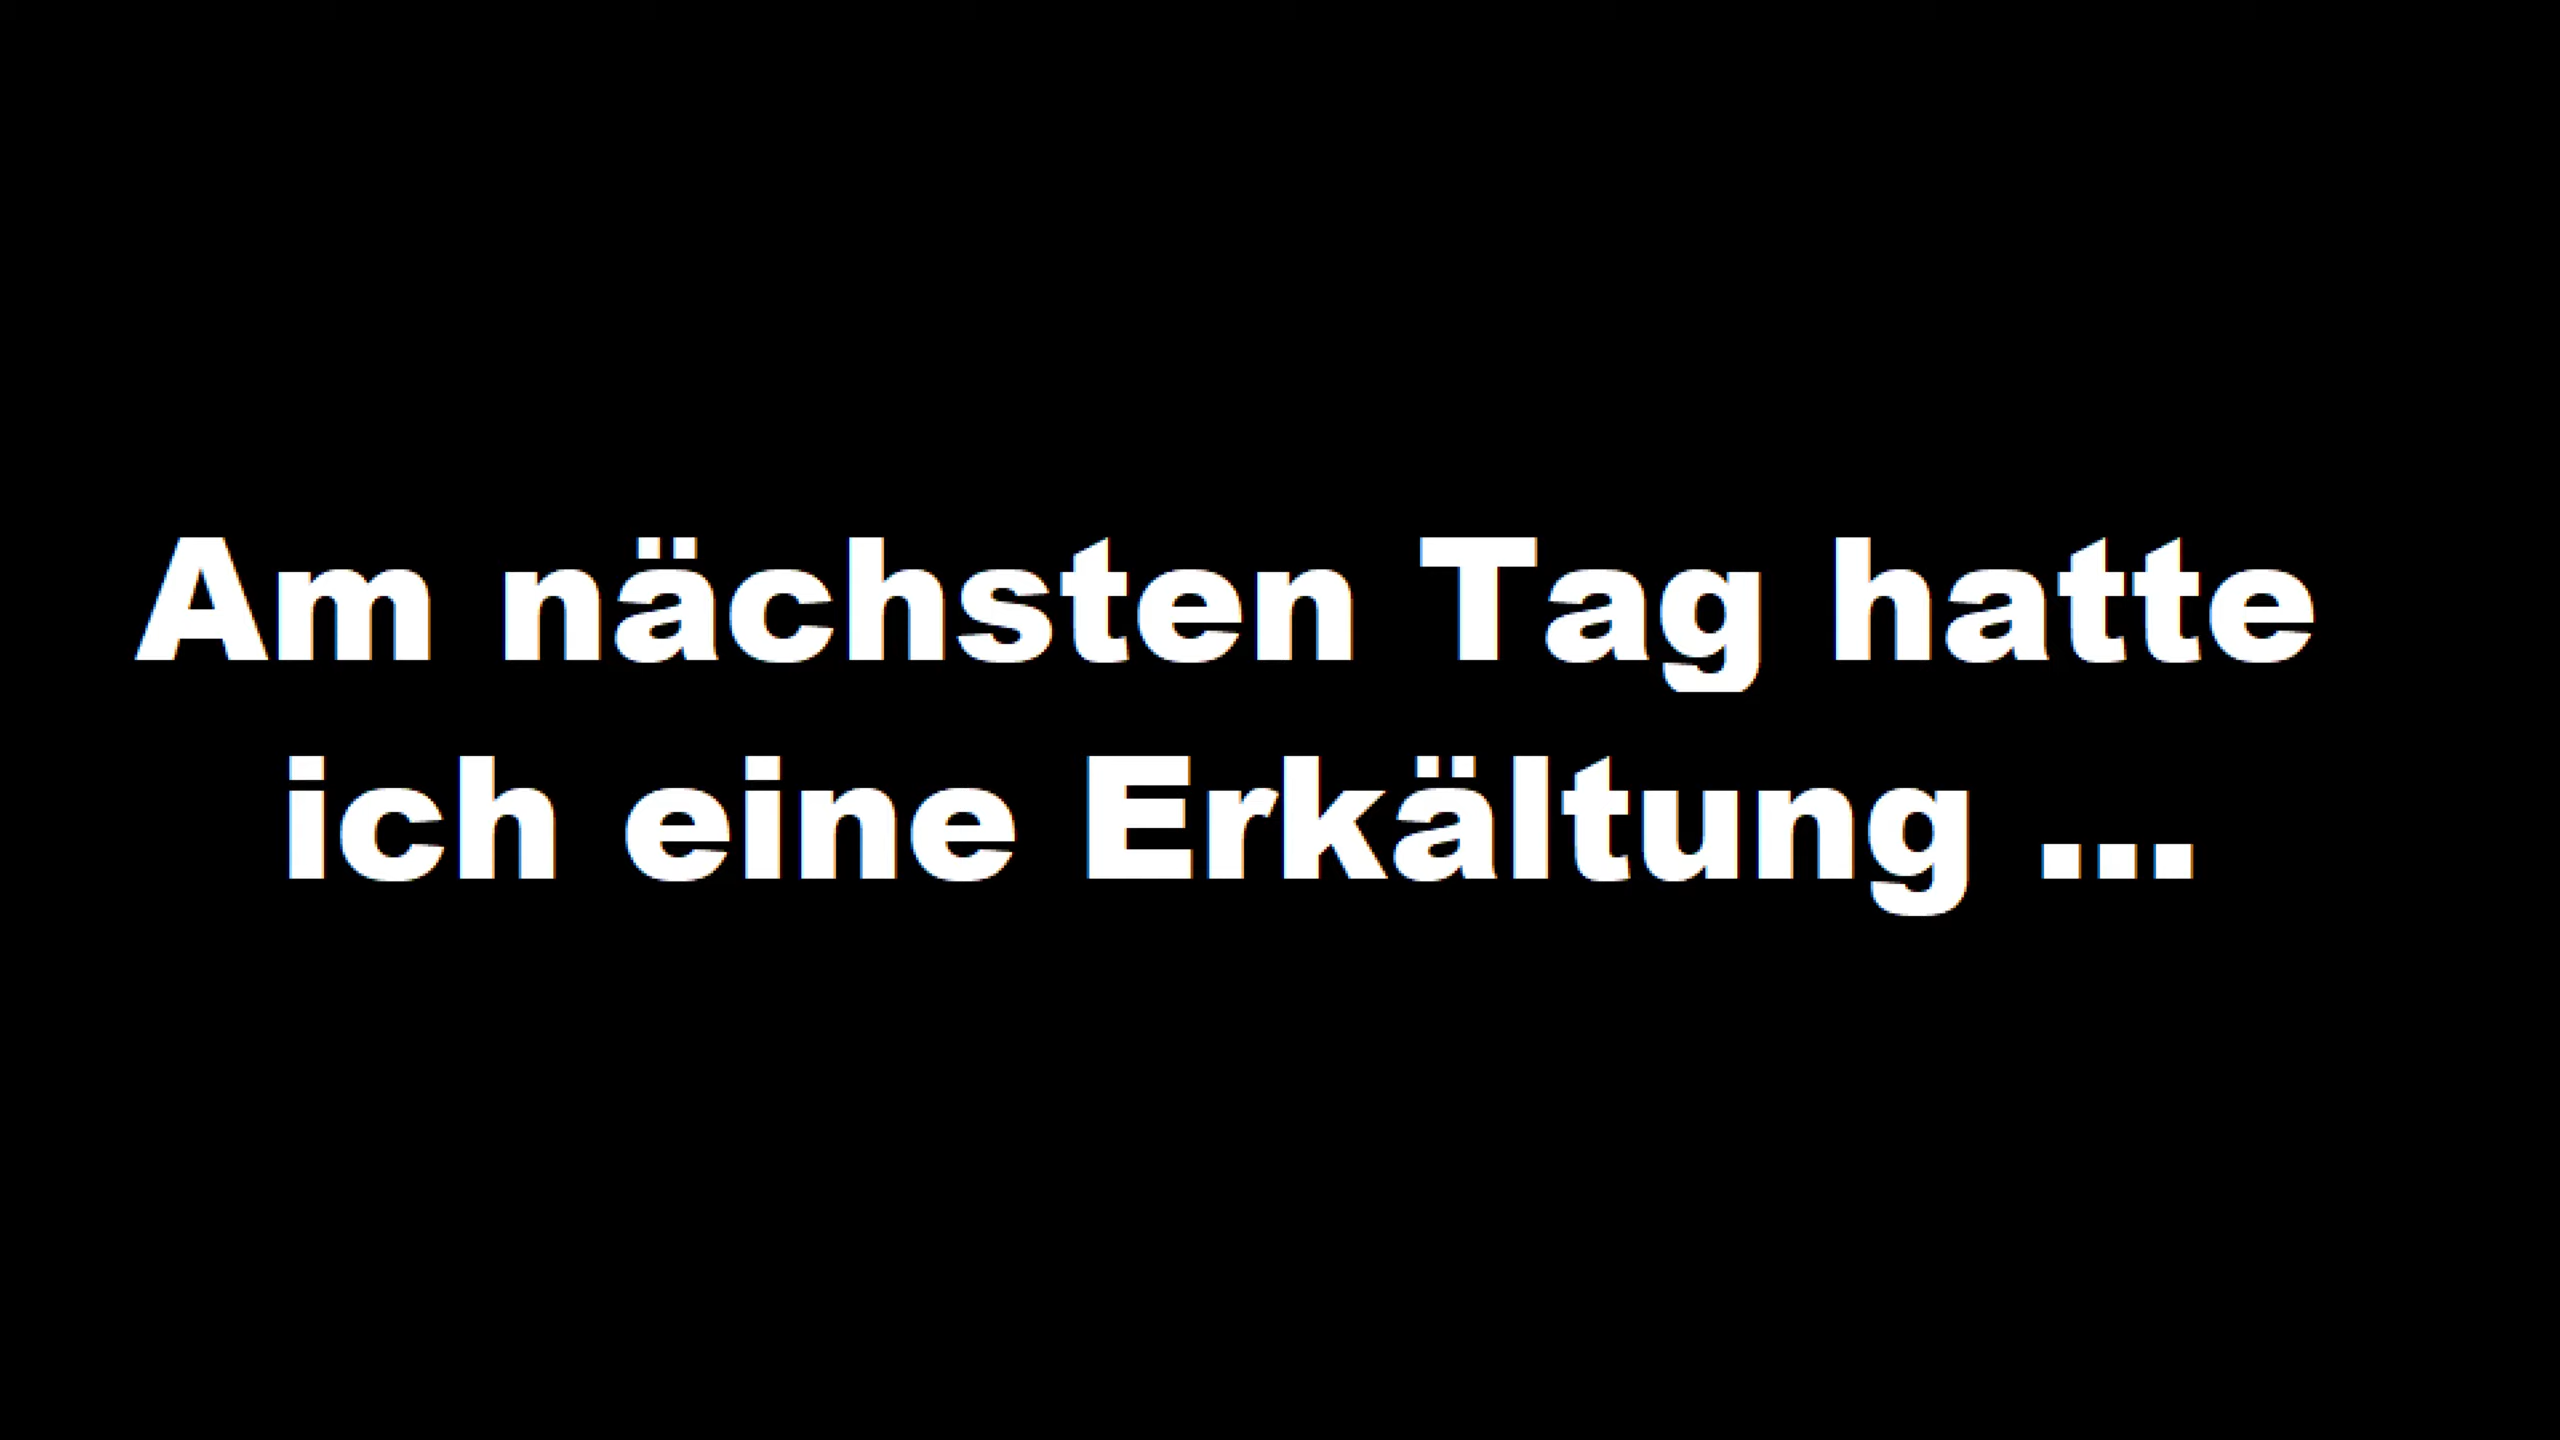 Am nächsten Tag hatte
ich eine Erkältung ...